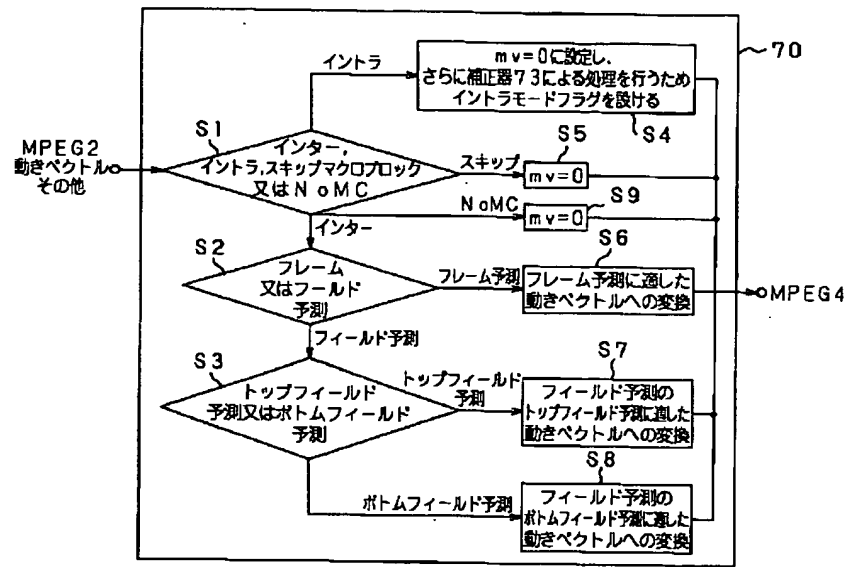 70
イントラ
mv=0に設定し,
さらに補正器73による処理を行うため
イントラモードフラグを設ける
S4
MPEG2
動きベクトル
その他
S1
インター,
イントラ,スキップマクロブロック
又はNoMC
スキップ
S5
mv=0
NoMC
S9
mv=0
インター
S2
フレーム
又はフールド
予測
フレーム予測
S6
フレーム予測に適した
動きベクトルへの変換
MPEG4
フィールド予測
S3
トップフィールド
予測又はボトムフィールド
予測
トップフィールド
予測
S7
フィールド予測の
トップフィールド予測に適した
動きベクトルへの変換
ボトムフィールド予測
S8
フィールド予測の
ボトムフィールド予測に適した
動きベクトルへの変換